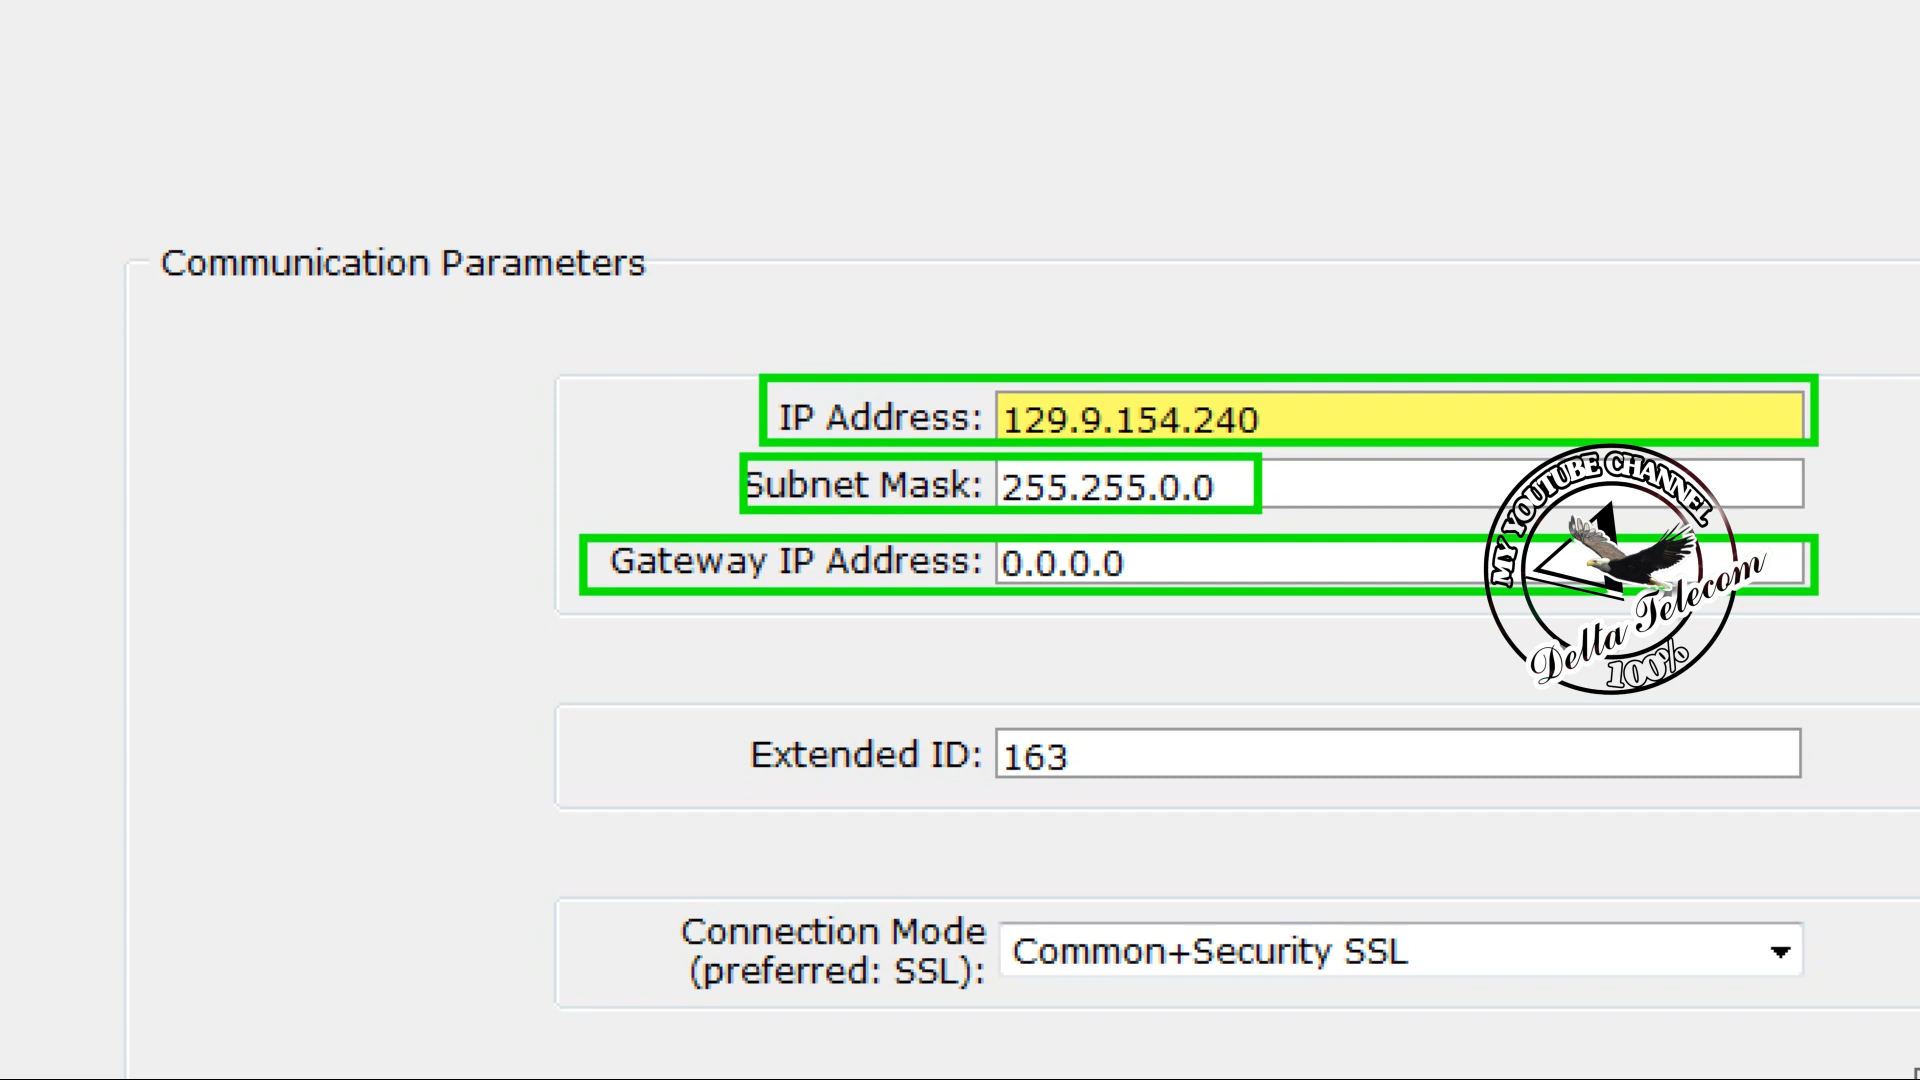 Communication Parameters
IP Address: 129.9.154.240
Subnet Mask: 255.255.0.0
Gateway IP Address: 0.0.0.0
MY YOUTUBE CHANNEL
Delta Telecom
100%
Extended ID: 163
Connection Mode
(preferred: SSL): Common+Security SSL